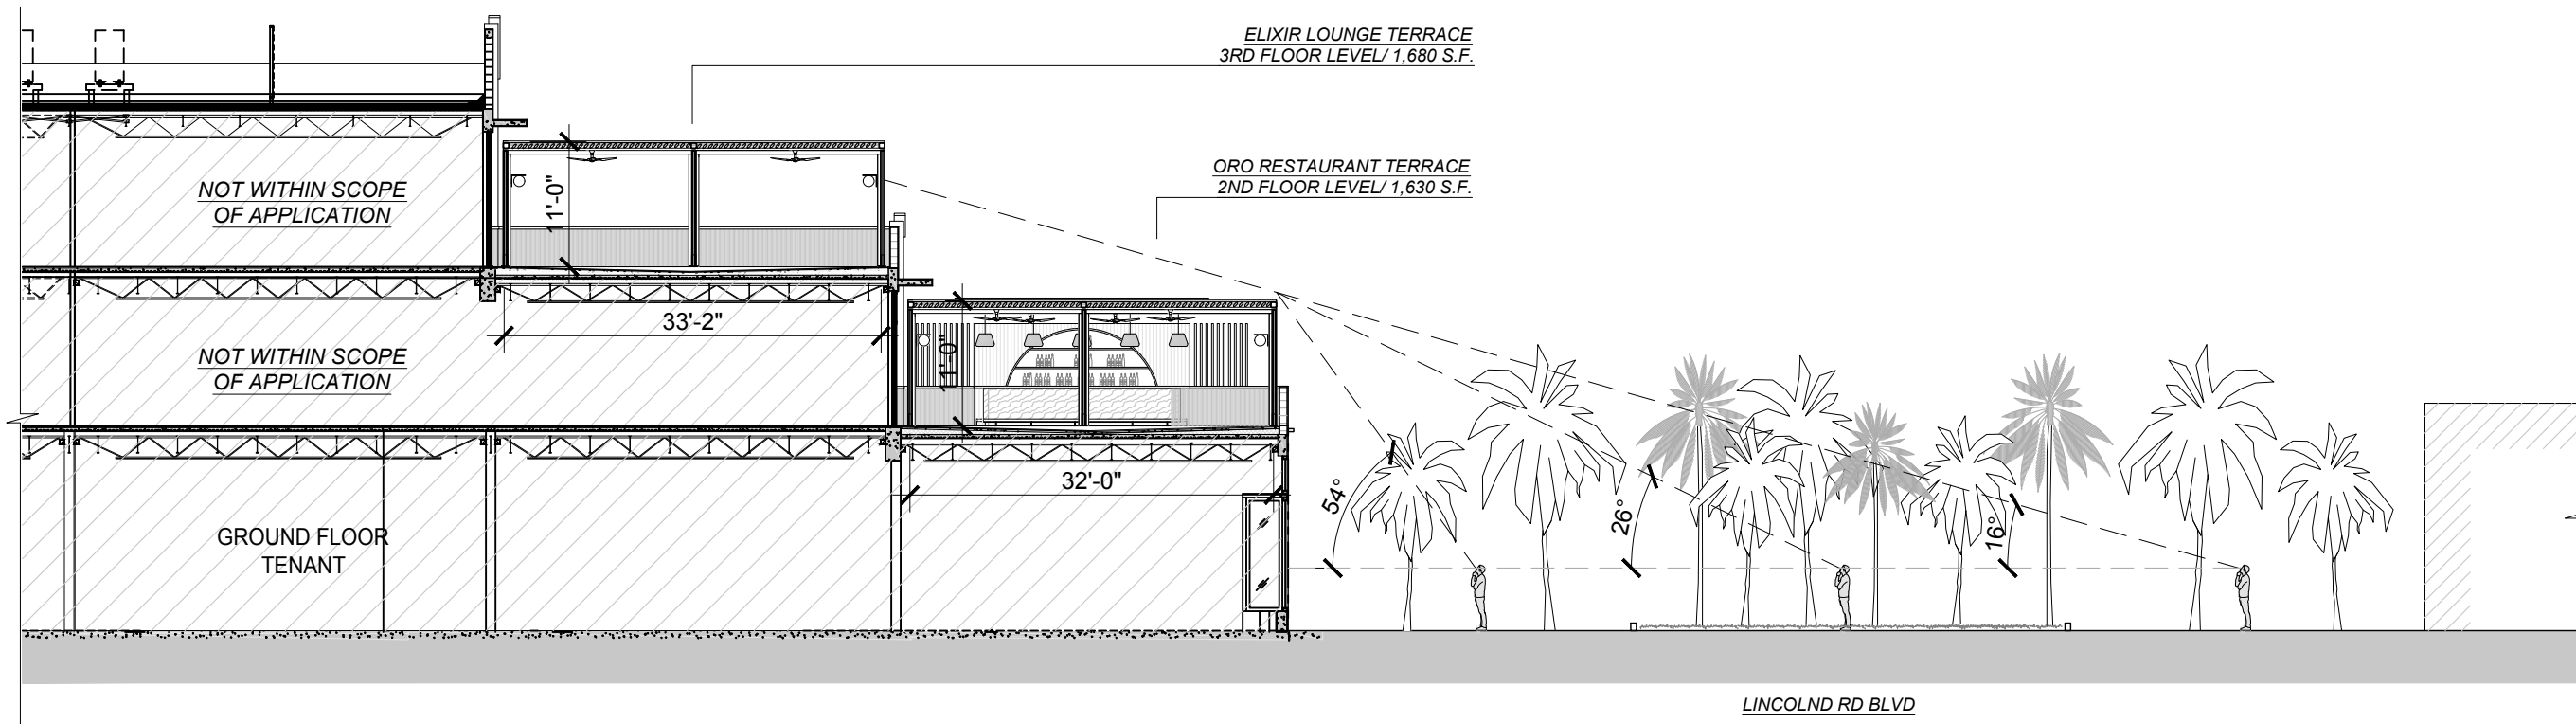 ELIXIR LOUNGE TERRACE
3RD FLOOR LEVEL/ 1,680 S.F.
ORO RESTAURANT TERRACE
2ND FLOOR LEVEL/ 1,630 S.F.
NOT WITHIN SCOPE
OF APPLICATION
11'-0"
33'-2"
NOT WITHIN SCOPE
OF APPLICATION
11'-0"
32'-0"
GROUND FLOOR
TENANT
54°
26°
16°
LINCOLND RD BLVD